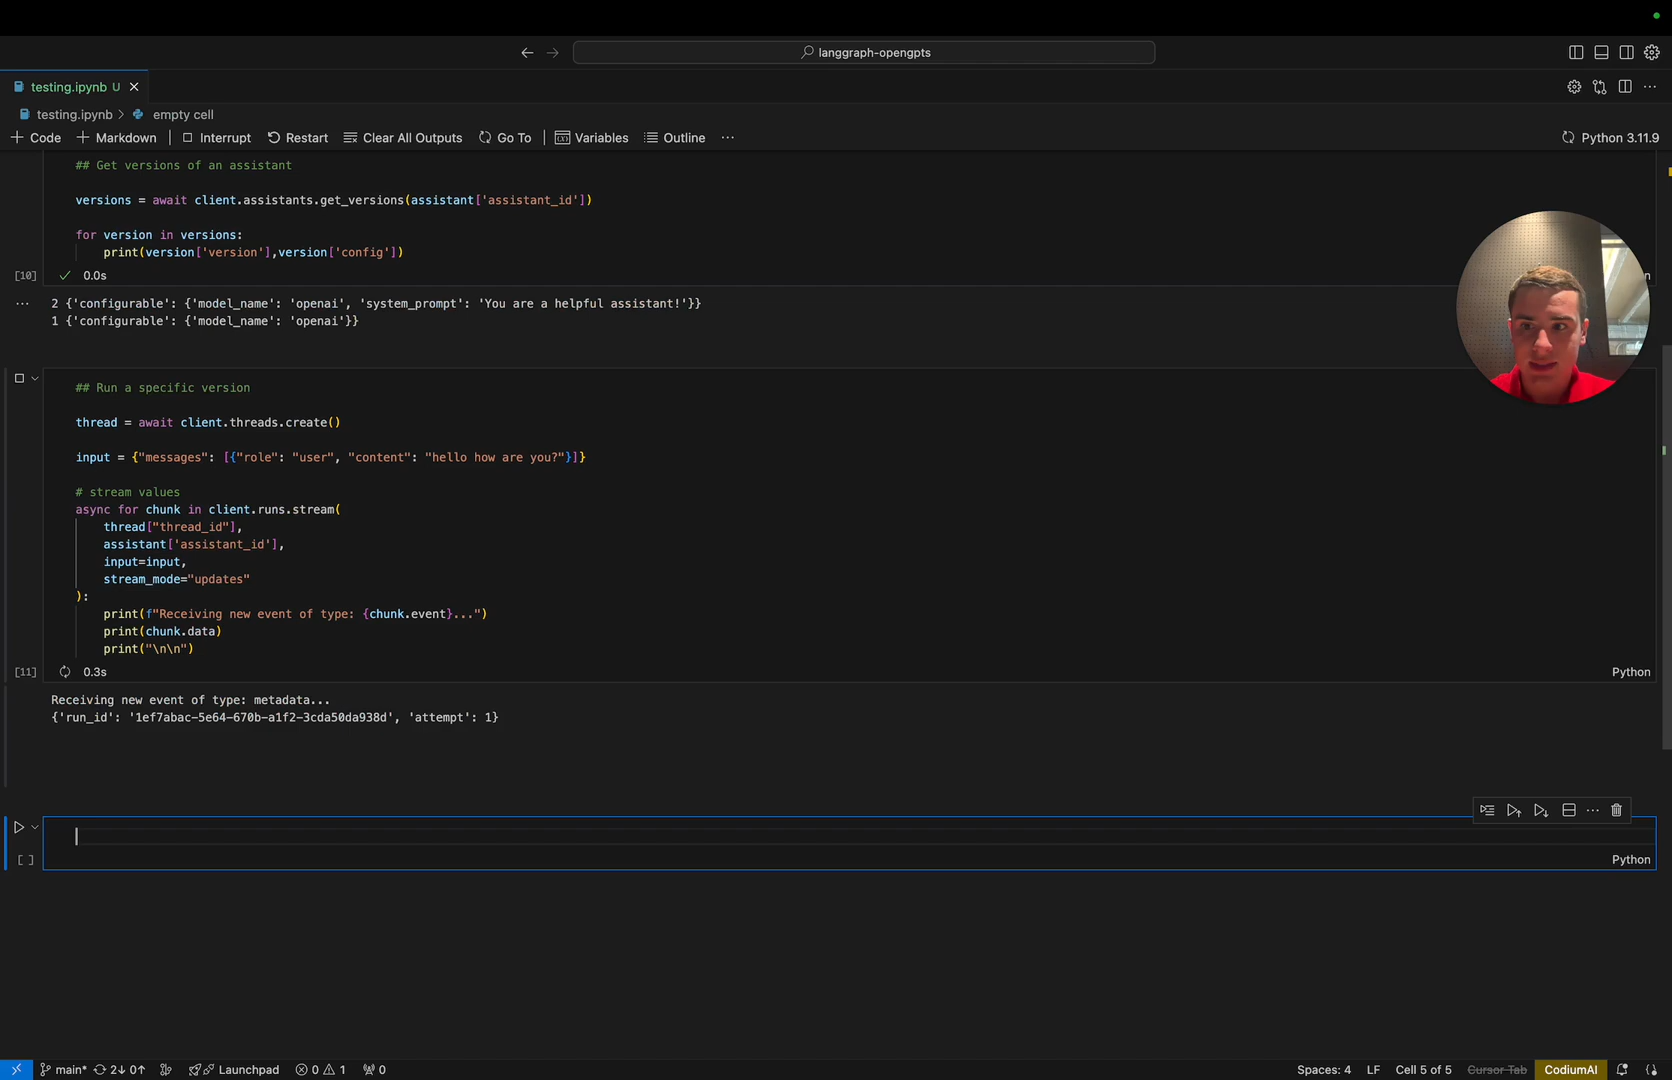 langgraph-opengpts
testing.ipynb U
testing.ipynb > empty cell
+ Code + Markdown | Interrupt Restart Clear All Outputs Go To | Variables Outline ... Python 3.11.9
## Get versions of an assistant
versions = await client.assistants.get_versions(assistant['assistant_id'])
for version in versions:
print(version['version'],version['config'])
[10] 0.0s
... 2 {'configurable': {'model_name': 'openai', 'system_prompt': 'You are a helpful assistant!'}}
1 {'configurable': {'model_name': 'openai'}}
## Run a specific version
thread = await client.threads.create()
input = {"messages": [{"role": "user", "content": "hello how are you?"}]}
# stream values
async for chunk in client.runs.stream(
thread["thread_id"],
assistant['assistant_id'],
input=input,
stream_mode="updates"
):
print(f"Receiving new event of type: {chunk.event}...")
print(chunk.data)
print("\n\n")
[11] 0.3s Python
Receiving new event of type: metadata...
{'run_id': '1ef7abac-5e64-670b-a1f2-3cda50da938d', 'attempt': 1}
[ ] Python
main* 2↓ 0↑ Launchpad 0 1 0 Spaces: 4 LF Cell 5 of 5 Cursor Tab CodiumAI